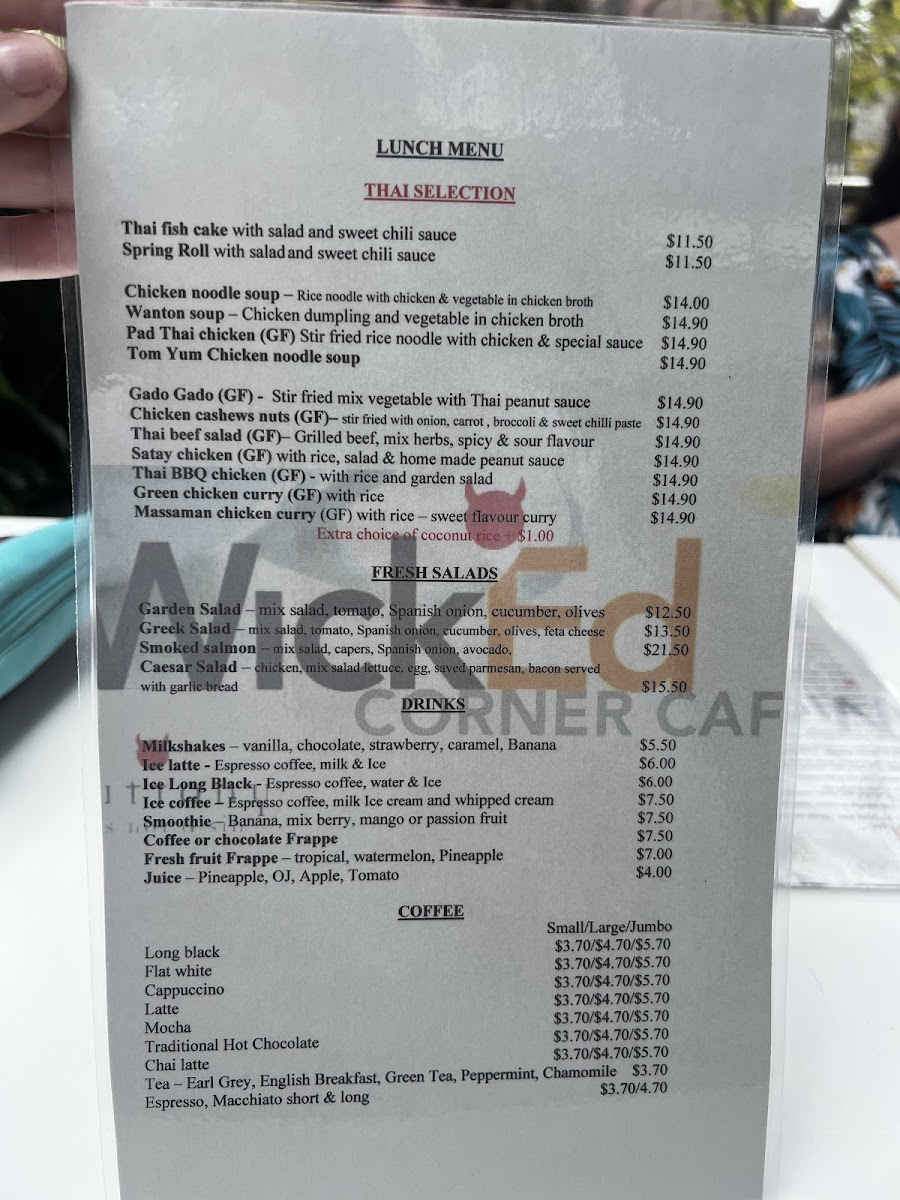 LUNCH MENU
THAI SELECTION
Thai fish cake with salad and sweet chili sauce $11.50
Spring Roll with salad and sweet chili sauce $11.50
Chicken noodle soup – Rice noodle with chicken & vegetable in chicken broth $14.00
Wanton soup – Chicken dumpling and vegetable in chicken broth $14.90
Pad Thai chicken (GF) Stir fried rice noodle with chicken & special sauce $14.90
Tom Yum Chicken noodle soup $14.90
Gado Gado (GF) - Stir fried mix vegetable with Thai peanut sauce $14.90
Chicken cashews nuts (GF)– stir fried with onion, carrot , broccoli & sweet chilli paste $14.90
Thai beef salad (GF)– Grilled beef, mix herbs, spicy & sour flavour $14.90
Satay chicken (GF) with rice, salad & home made peanut sauce $14.90
Thai BBQ chicken (GF) - with rice and garden salad $14.90
Green chicken curry (GF) with rice $14.90
Massaman chicken curry (GF) with rice – sweet flavour curry $14.90
Extra choice of coconut rice + $1.00
FRESH SALADS
Garden Salad – mix salad, tomato, Spanish onion, cucumber, olives $12.50
Greek Salad – mix salad, tomato, Spanish onion, cucumber, olives, feta cheese $13.50
Smoked salmon – mix salad, capers, Spanish onion, avocado, $21.50
Caesar Salad – chicken, mix salad lettuce, egg, saved parmesan, bacon served
with garlic bread $15.50
WickEd
CORNER CAF
DRINKS
Milkshakes – vanilla, chocolate, strawberry, caramel, Banana $5.50
Ice latte - Espresso coffee, milk & Ice $6.00
Ice Long Black - Espresso coffee, water & Ice $6.00
Ice coffee – Espresso coffee, milk Ice cream and whipped cream $7.50
Smoothie – Banana, mix berry, mango or passion fruit $7.50
Coffee or chocolate Frappe $7.50
Fresh fruit Frappe – tropical, watermelon, Pineapple $7.00
Juice – Pineapple, OJ, Apple, Tomato $4.00
COFFEE
Small/Large/Jumbo
Long black $3.70/$4.70/$5.70
Flat white $3.70/$4.70/$5.70
Cappuccino $3.70/$4.70/$5.70
Latte $3.70/$4.70/$5.70
Mocha $3.70/$4.70/$5.70
Traditional Hot Chocolate $3.70/$4.70/$5.70
Chai latte $3.70/$4.70/$5.70
Tea – Earl Grey, English Breakfast, Green Tea, Peppermint, Chamomile $3.70
Espresso, Macchiato short & long $3.70/4.70